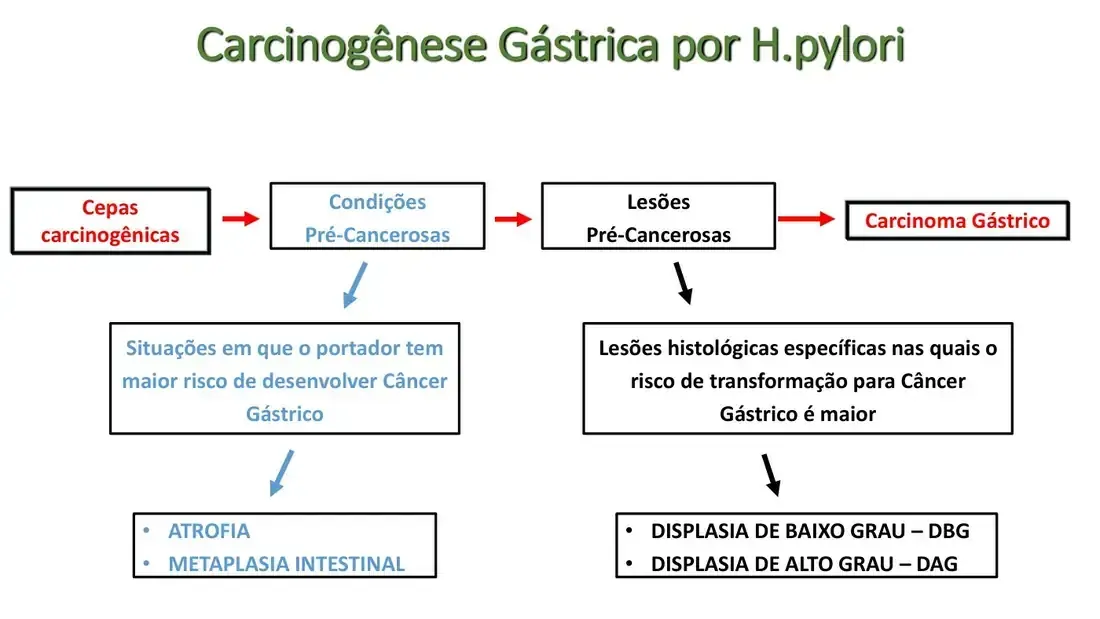 Carcinogênese Gástrica por H.pylori
Cepas
carcinogênicas
Condições
Pré-Cancerosas
Lesões
Pré-Cancerosas
Carcinoma Gástrico
Situações em que o portador tem
maior risco de desenvolver Câncer
Gástrico
Lesões histológicas específicas nas quais o
risco de transformação para Câncer
Gástrico é maior
• ATROFIA
• METAPLASIA INTESTINAL
• DISPLASIA DE BAIXO GRAU – DBG
• DISPLASIA DE ALTO GRAU – DAG